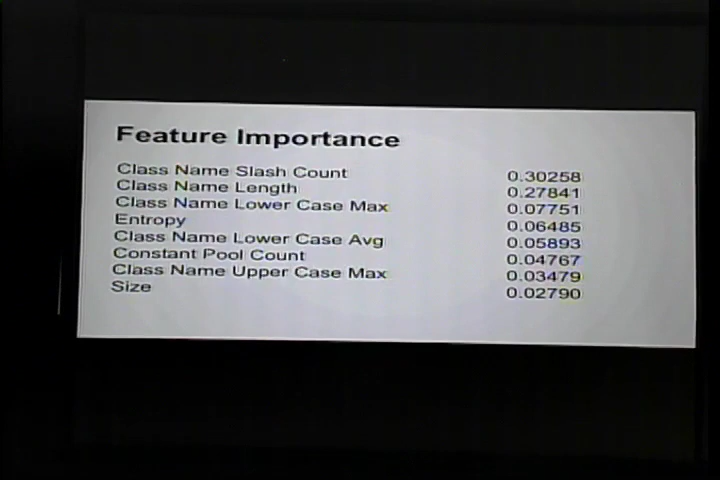 Feature Importance
Class Name Slash Count 0.30258
Class Name Length 0.27841
Class Name Lower Case Max 0.07751
Entropy 0.06485
Class Name Lower Case Avg 0.05893
Constant Pool Count 0.04767
Class Name Upper Case Max 0.03479
Size 0.02790